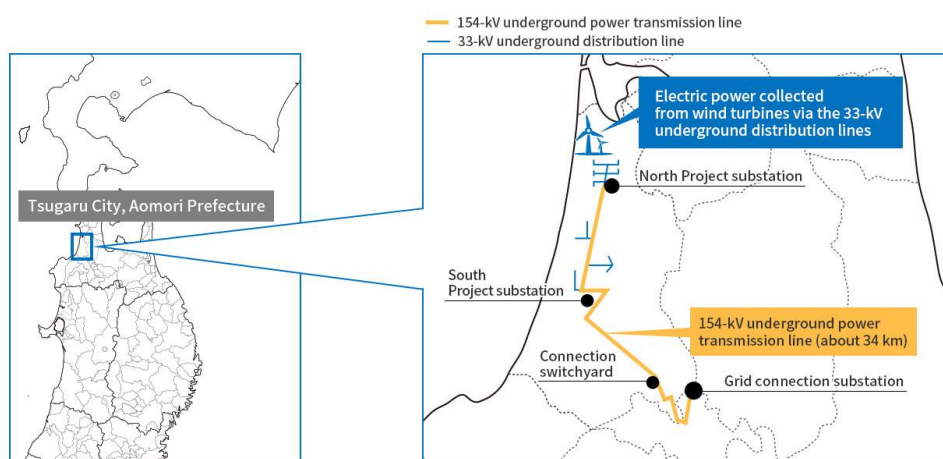 154-kV underground power transmission line
33-kV underground distribution line
Tsugaru City, Aomori Prefecture
Electric power collected
from wind turbines via the 33-kV
underground distribution lines
North Project substation
South
Project substation
154-kV underground power
transmission line (about 34 km)
Connection
switchyard
Grid connection substation